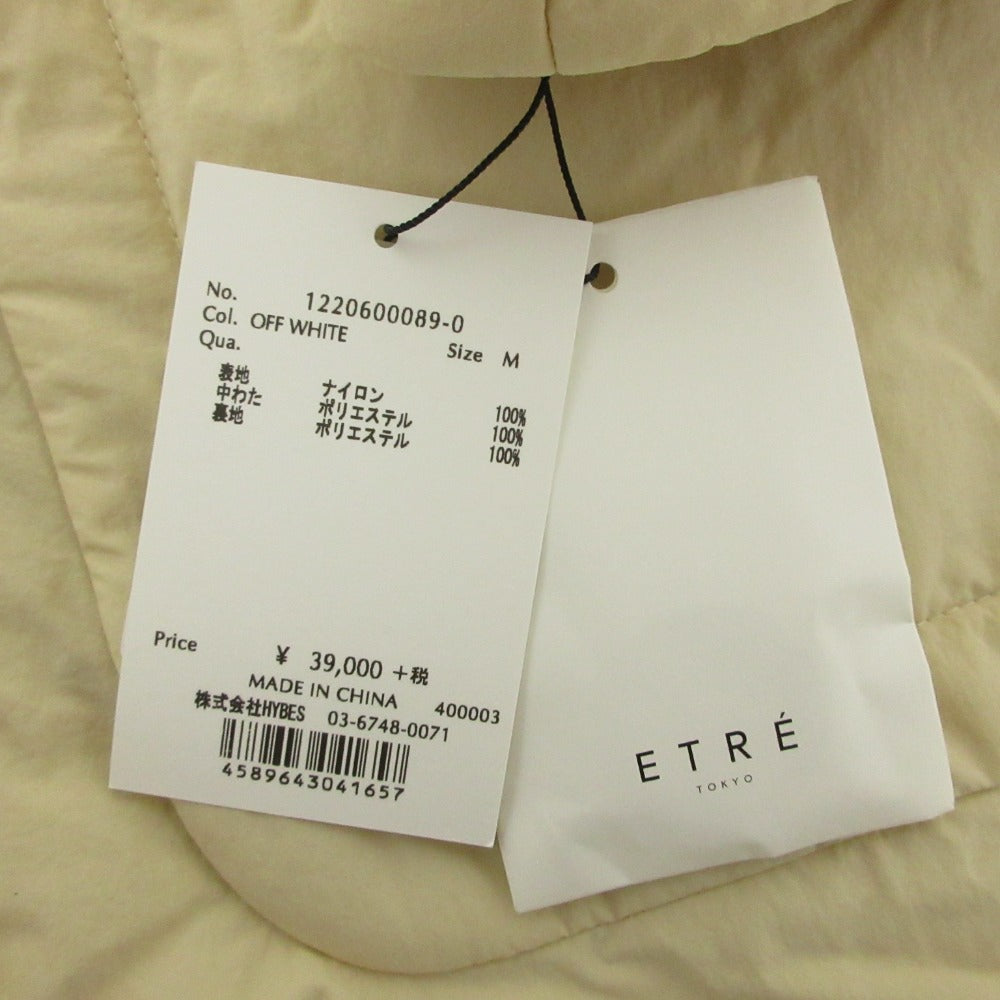 No. 1220600089-0
Col. OFF WHITE
Qua. Size M
表地 ナイロン 100%
中わた ポリエステル 100%
裏地 ポリエステル 100%
Price ¥ 39,000 +税
MADE IN CHINA 400003
株式会社HYBES 03-6748-0071
4589643041657
ETRÉ
TOKYO